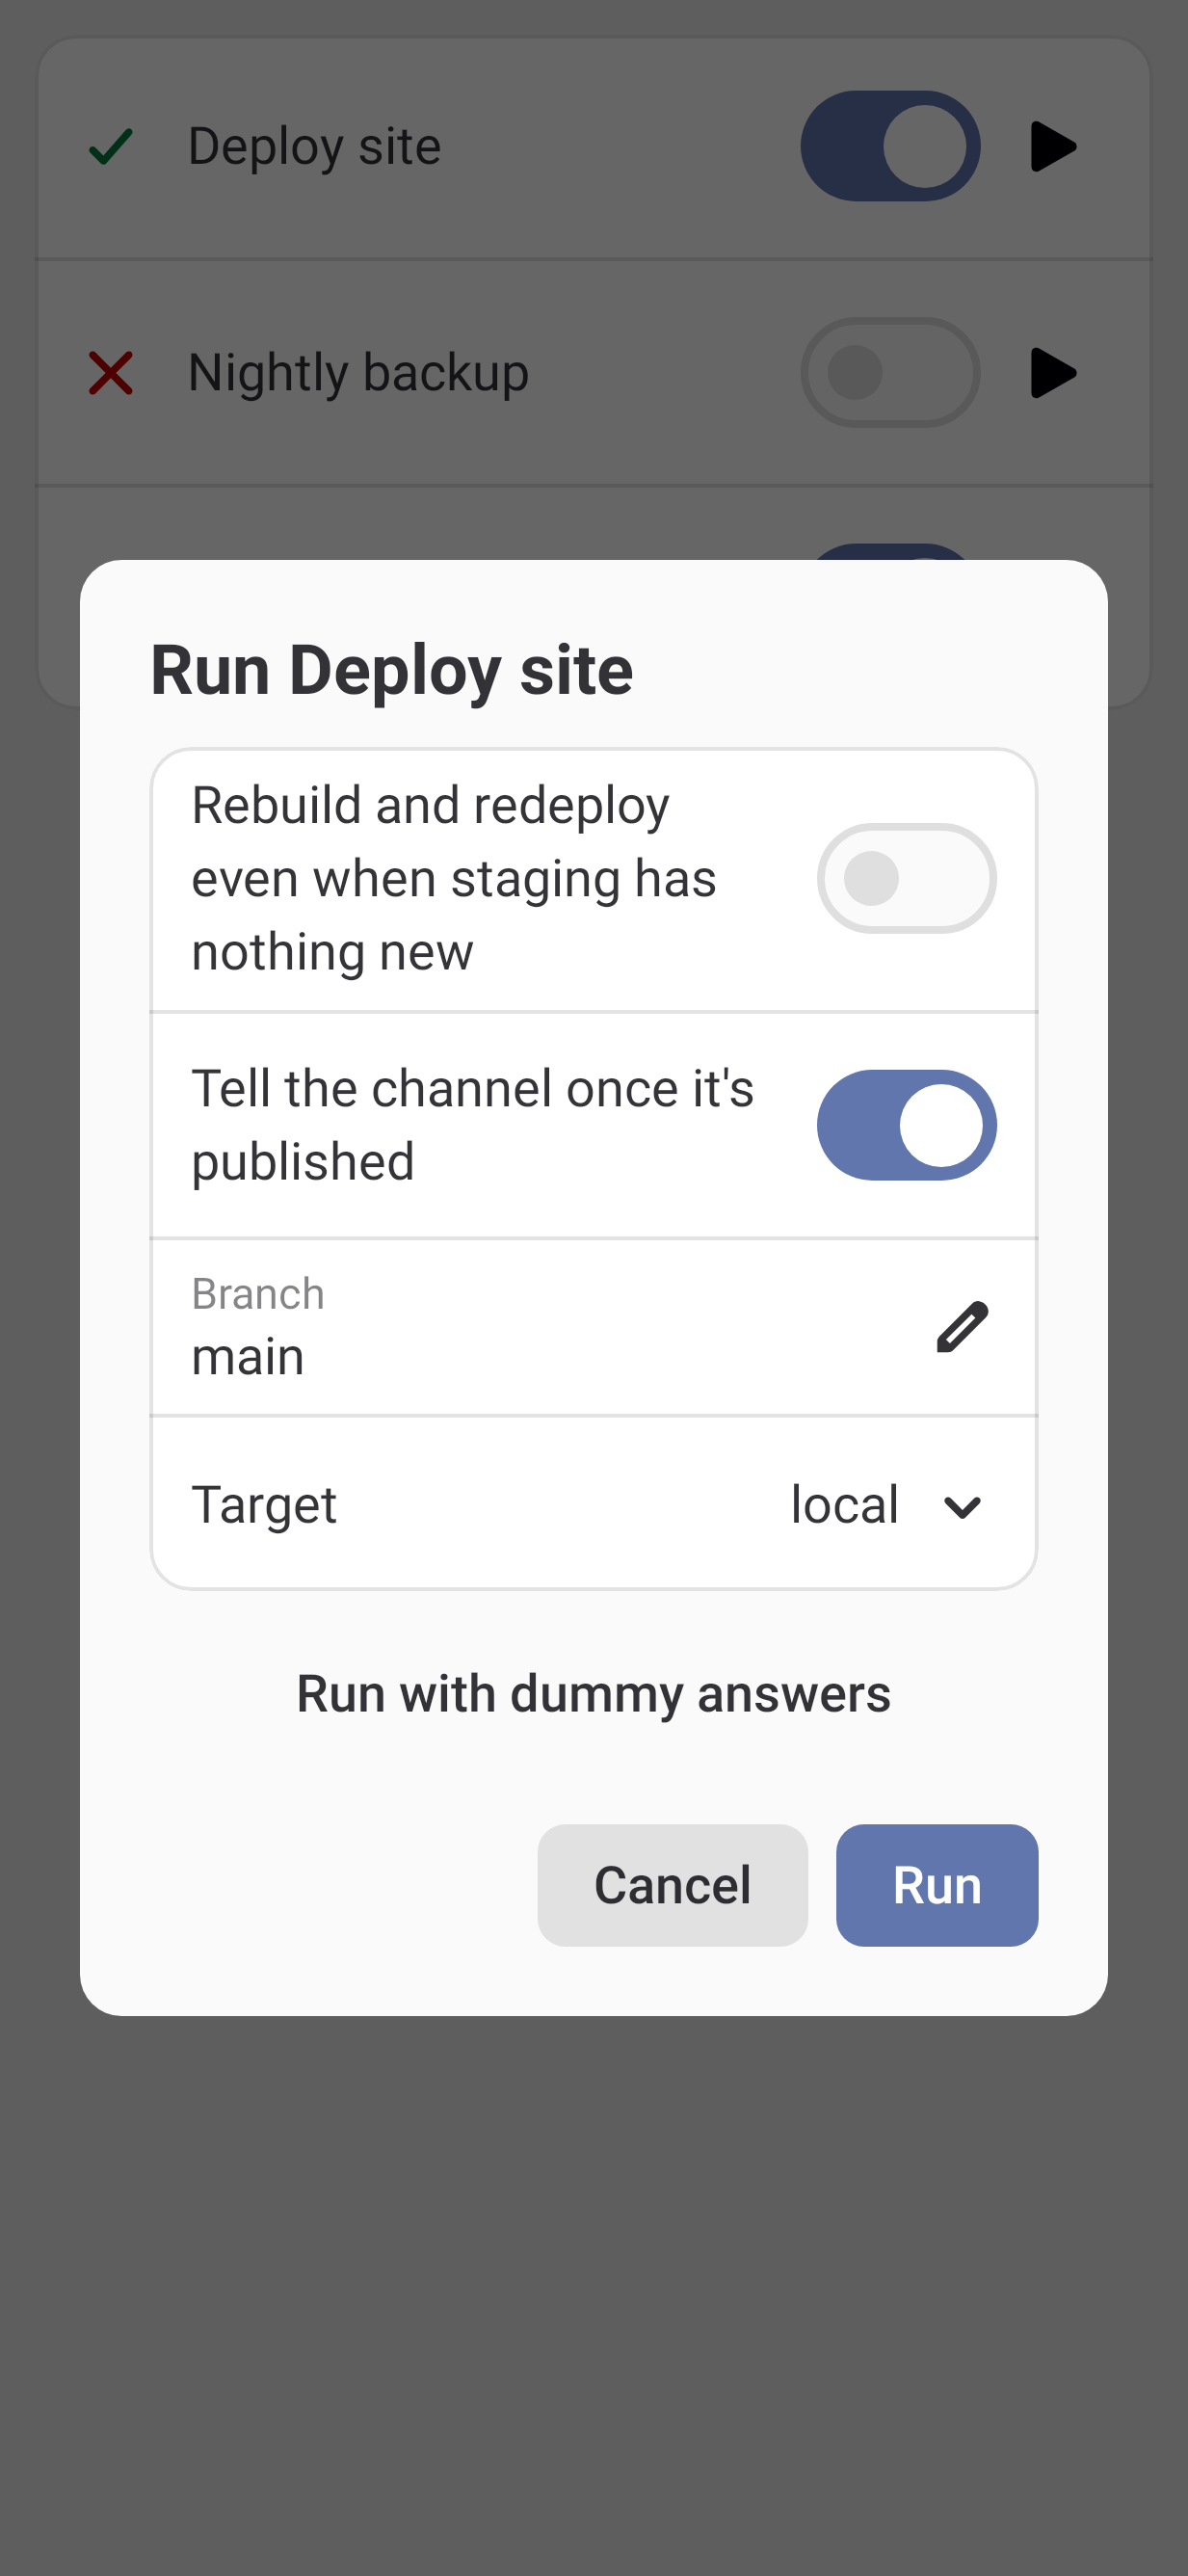 Deploy site
Nightly backup
Run Deploy site
Rebuild and redeploy
even when staging has
nothing new
Tell the channel once it's
published
Branch
main
Target
local
Run with dummy answers
Cancel
Run